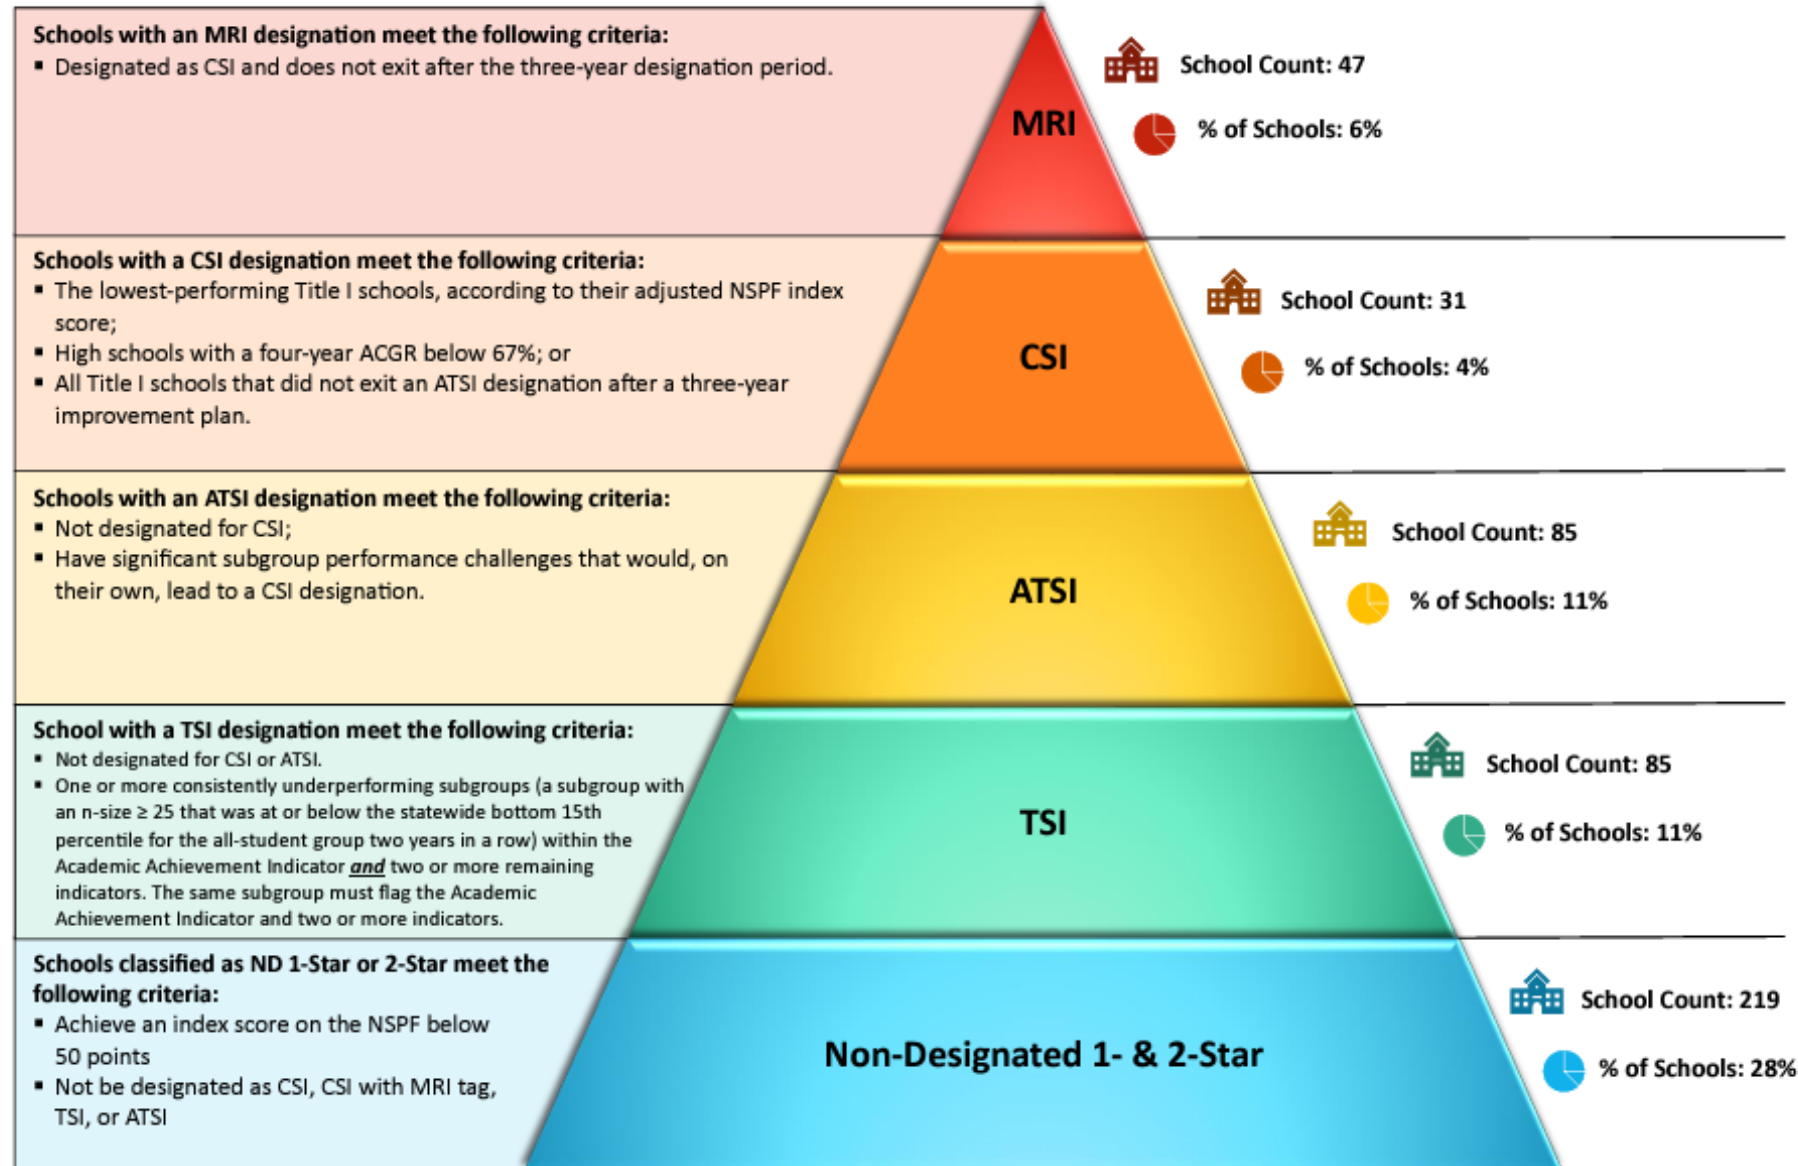 Schools with an MRI designation meet the following criteria:
▪ Designated as CSI and does not exit after the three-year designation period.
MRI
School Count: 47
% of Schools: 6%
Schools with a CSI designation meet the following criteria:
▪ The lowest-performing Title I schools, according to their adjusted NSPF index
score;
▪ High schools with a four-year ACGR below 67%; or
▪ All Title I schools that did not exit an ATSI designation after a three-year
improvement plan.
CSI
School Count: 31
% of Schools: 4%
Schools with an ATSI designation meet the following criteria:
▪ Not designated for CSI;
▪ Have significant subgroup performance challenges that would, on
their own, lead to a CSI designation.
ATSI
School Count: 85
% of Schools: 11%
School with a TSI designation meet the following criteria:
▪ Not designated for CSI or ATSI.
▪ One or more consistently underperforming subgroups (a subgroup with
an n-size ≥ 25 that was at or below the statewide bottom 15th
percentile for the all-student group two years in a row) within the
Academic Achievement Indicator and two or more remaining
indicators. The same subgroup must flag the Academic
Achievement Indicator and two or more indicators.
TSI
School Count: 85
% of Schools: 11%
Schools classified as ND 1-Star or 2-Star meet the
following criteria:
▪ Achieve an index score on the NSPF below
50 points
▪ Not be designated as CSI, CSI with MRI tag,
TSI, or ATSI
Non-Designated 1- & 2-Star
School Count: 219
% of Schools: 28%